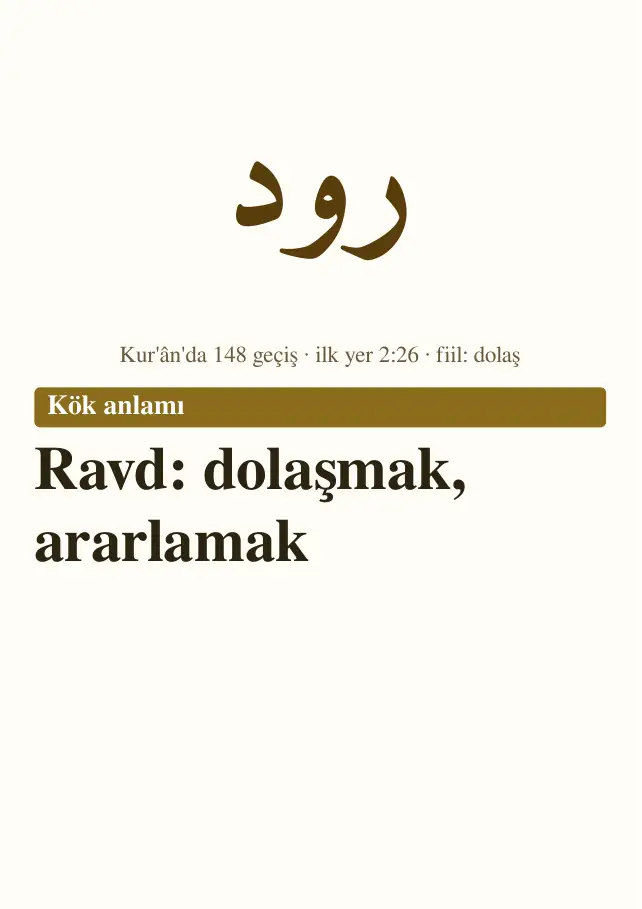 رود
Kur'ân'da 148 geçiş · ilk yer 2:26 · fiil: dolaş
Kök anlamı
Ravd: dolaşmak,
ararlamak